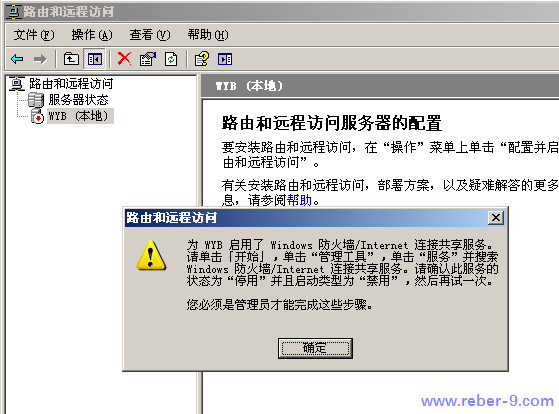 路由和远程访问
文件(F) 操作(A) 查看(V) 帮助(H)
路由和远程访问
服务器状态
WYB (本地)
WYB (本地)
路由和远程访问服务器的配置
要安装路由和远程访问，在“操作”菜单上单击“配置并启
由和远程访问”。
有关安装路由和远程访问，部署方案，以及疑难解答的更多
息，请参阅帮助。
路由和远程访问
为 WYB 启用了 Windows 防火墙/Internet 连接共享服务。
请单击「开始」,单击“管理工具”,单击“服务”并搜索
Windows 防火墙/Internet 连接共享服务。请确认此服务的
状态为“停用”并且启动类型为“禁用”,然后再试一次。
您必须是管理员才能完成这些步骤。
确定
www.reber-9.com